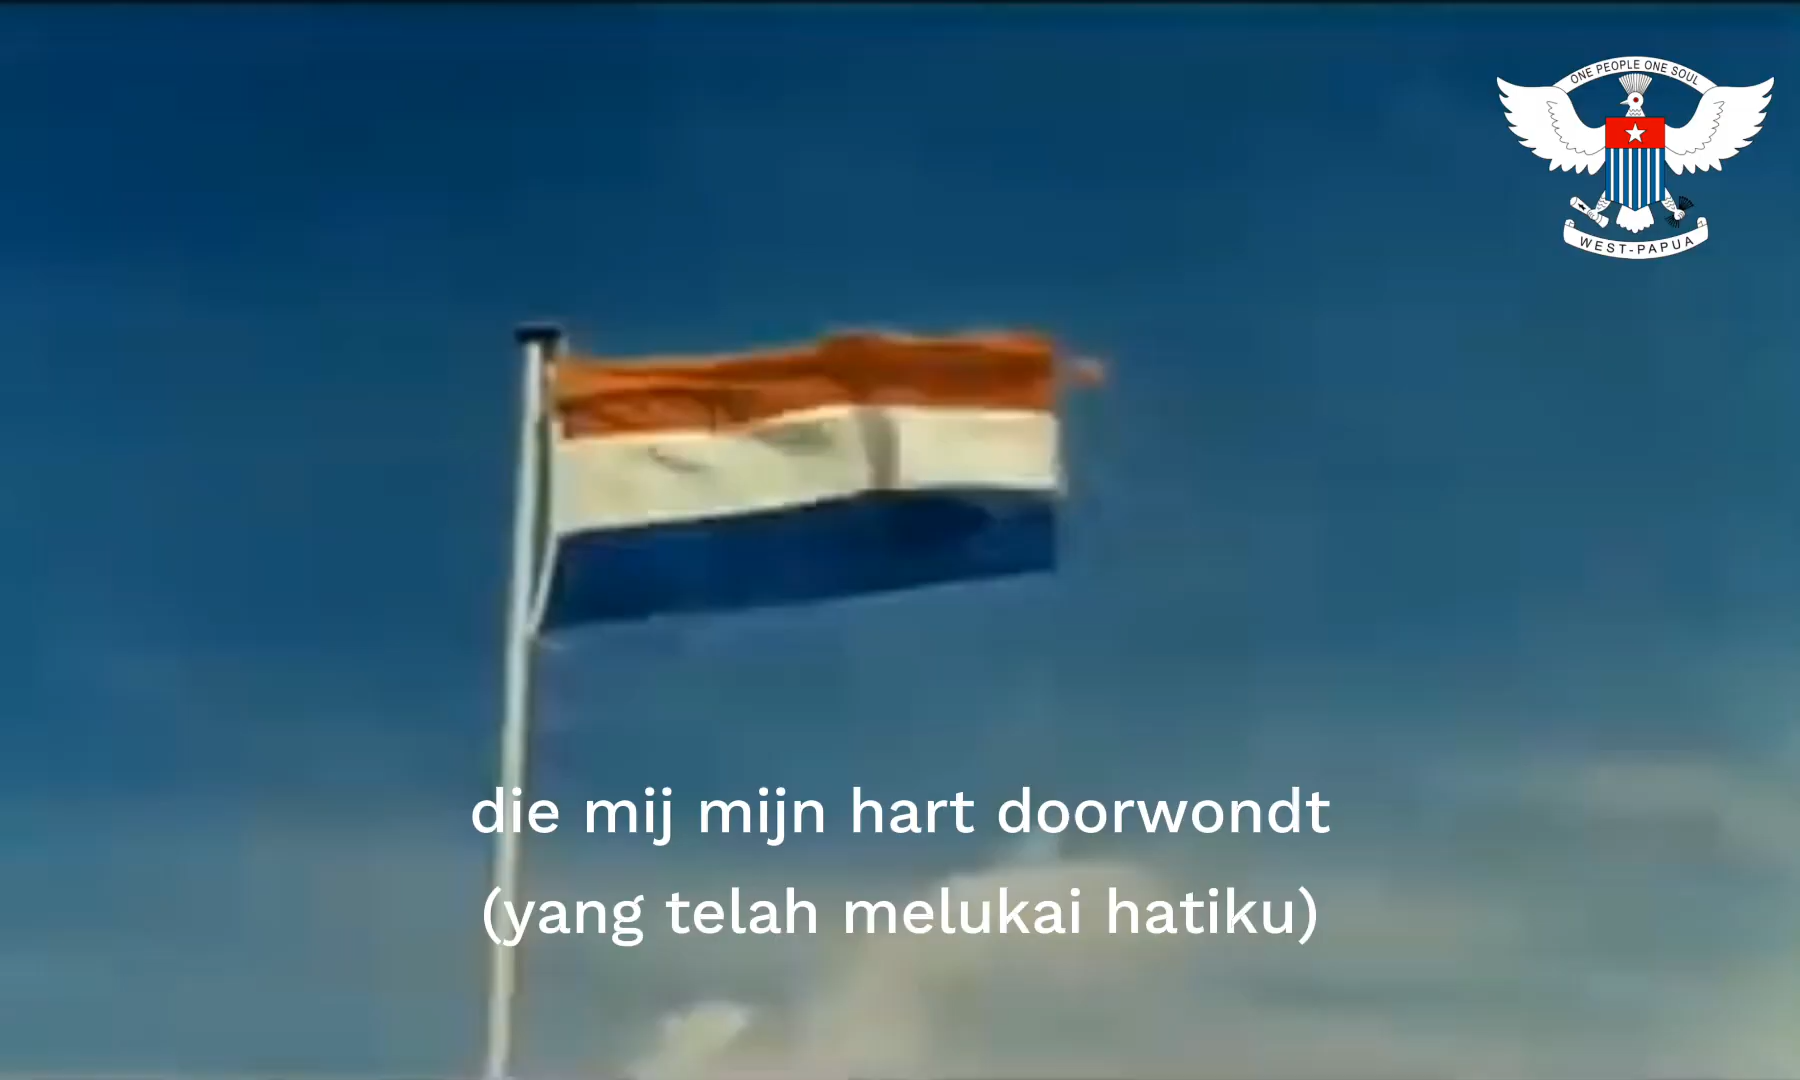 ONE PEOPLE ONE SOUL
WEST-PAPUA
die mij mijn hart doorwondt
(yang telah melukai hatiku)